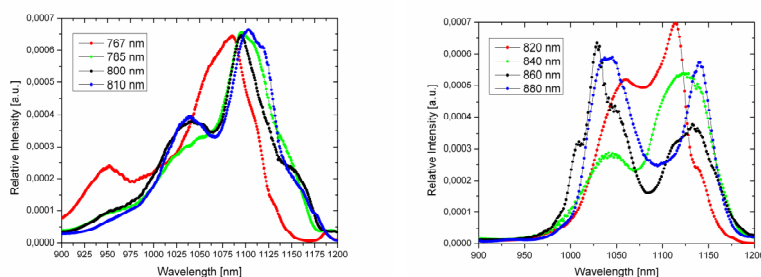 0,0007
0,0006
0,0005
0,0004
0,0003
0,0002
0,0001
0,0000
Relative Intensity [a.u.]
767 nm
785 nm
800 nm
810 nm
900 925 950 975 1000 1025 1050 1075 1100 1125 1150 1175 1200
Wavelength [nm]
0,0007
0,0006
0,0005
0,0004
0,0003
0,0002
0,0001
0,0000
Relative Intensity [a.u.]
820 nm
840 nm
860 nm
880 nm
900 950 1000 1050 1100 1150 1200
Wavelength [nm]